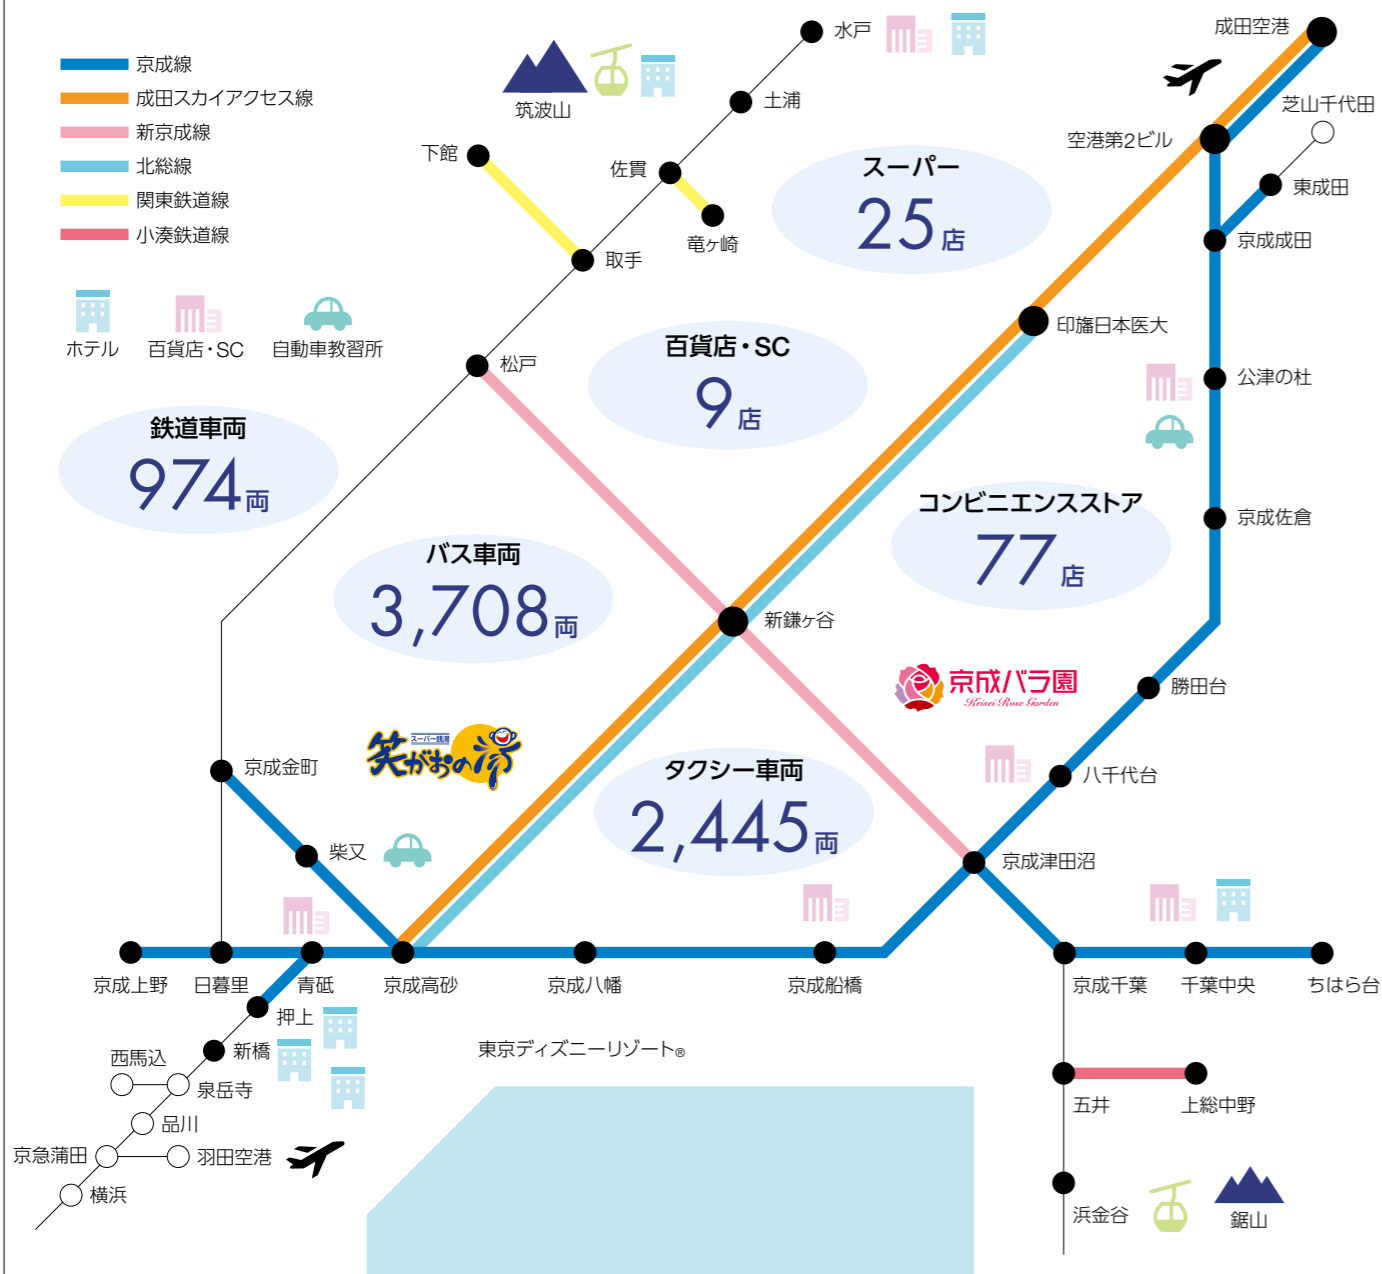 京成線
成田スカイアクセス線
新京成線
北総線
関東鉄道線
小湊鉄道線
ホテル
百貨店・SC
自動車教習所
筑波山
水戸
土浦
佐貫
竜ヶ崎
下館
取手
松戸
成田空港
芝山千代田
空港第2ビル
東成田
京成成田
印旛日本医大
公津の杜
京成佐倉
スーパー
25店
百貨店・SC
9店
鉄道車両
974両
バス車両
3,708両
コンビニエンスストア
77店
新鎌ヶ谷
京成バラ園
Keisei Rose Garden
勝田台
八千代台
スーパー銭湯
笑がおの湯
タクシー車両
2,445両
京成金町
柴又
京成津田沼
京成上野
日暮里
青砥
京成高砂
京成八幡
京成船橋
京成千葉
千葉中央
ちはら台
押上
新橋
西馬込
泉岳寺
品川
京急蒲田
羽田空港
横浜
東京ディズニーリゾート®
五井
上総中野
浜金谷
鋸山